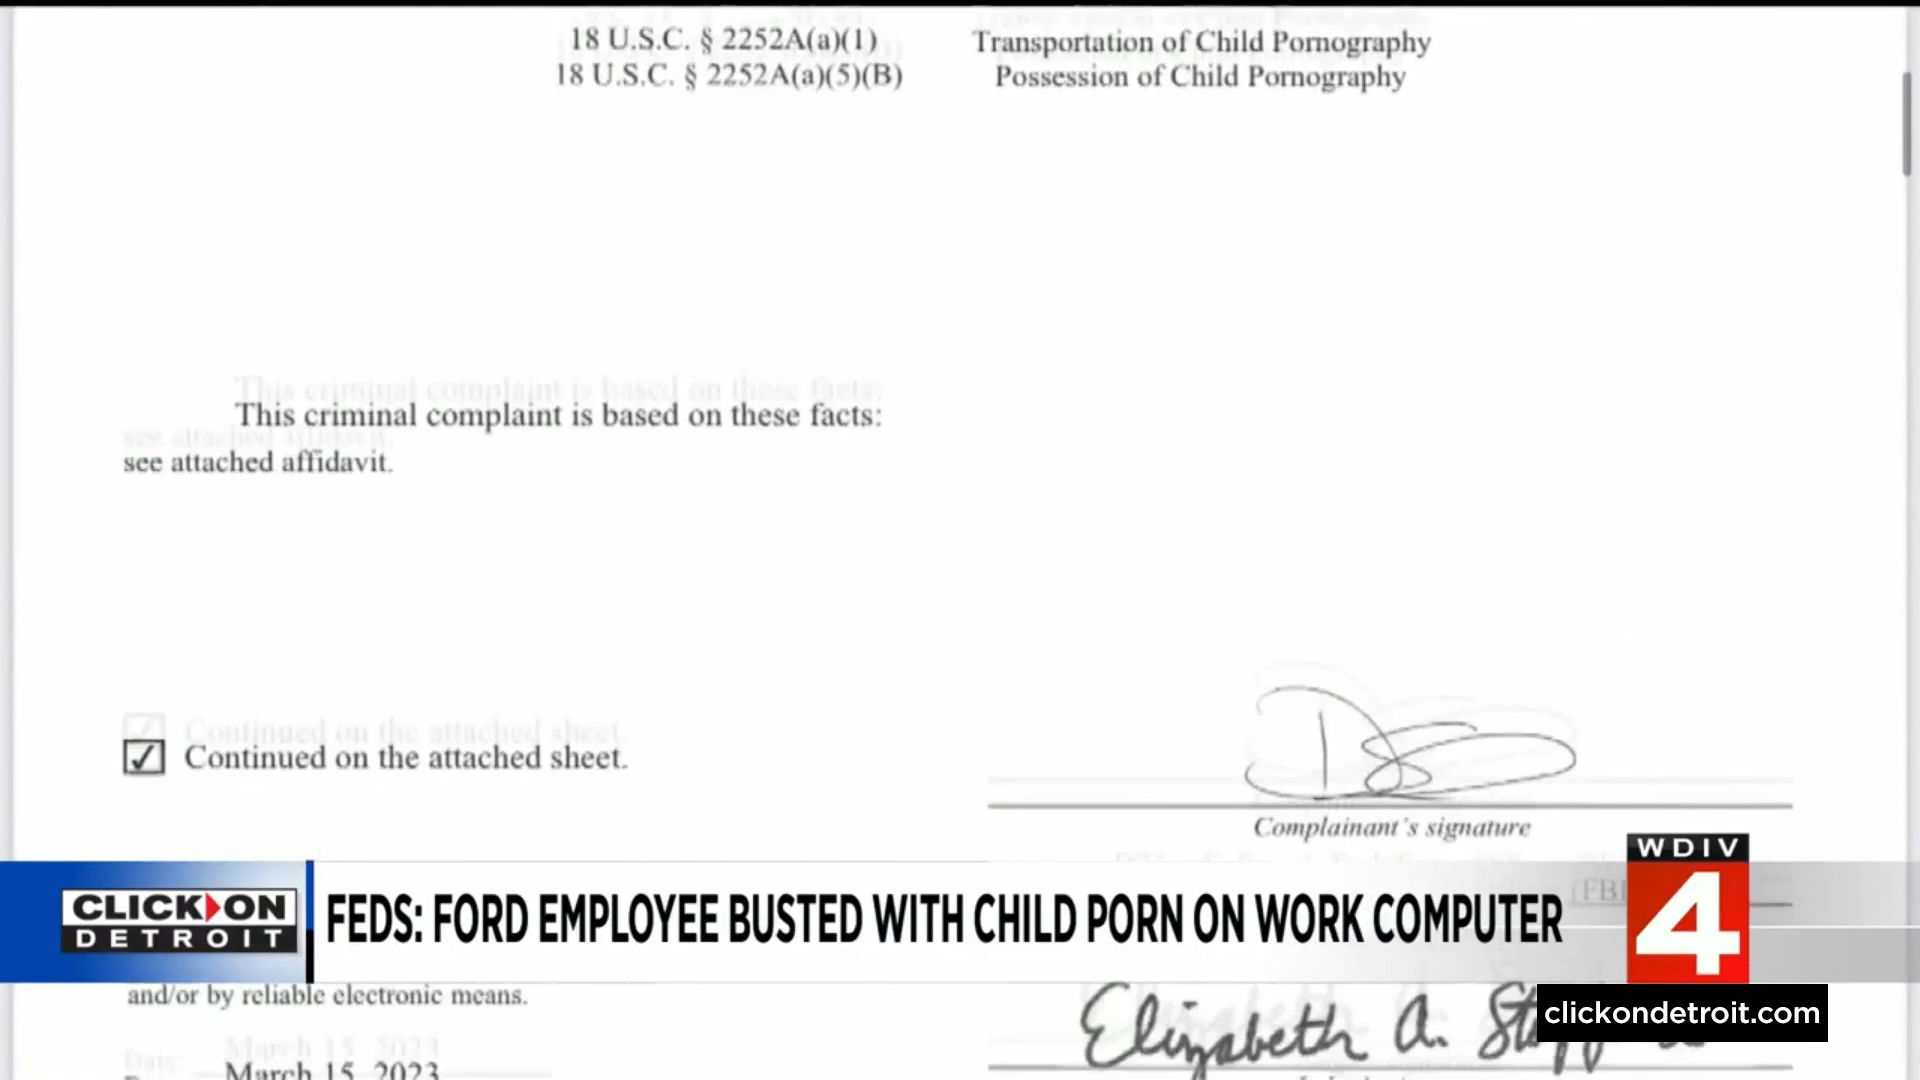 18 U.S.C. § 2252A(a)(1) Transportation of Child Pornography
18 U.S.C. § 2252A(a)(5)(B) Possession of Child Pornography
This criminal complaint is based on these facts:
see attached affidavit.
Continued on the attached sheet.
Complainant's signature
WDIV
4
(FBI
CLICK ON
DETROIT
FEDS: FORD EMPLOYEE BUSTED WITH CHILD PORN ON WORK COMPUTER
and/or by reliable electronic means.
Elizabeth A.
clickondetroit.com
March 15, 2023